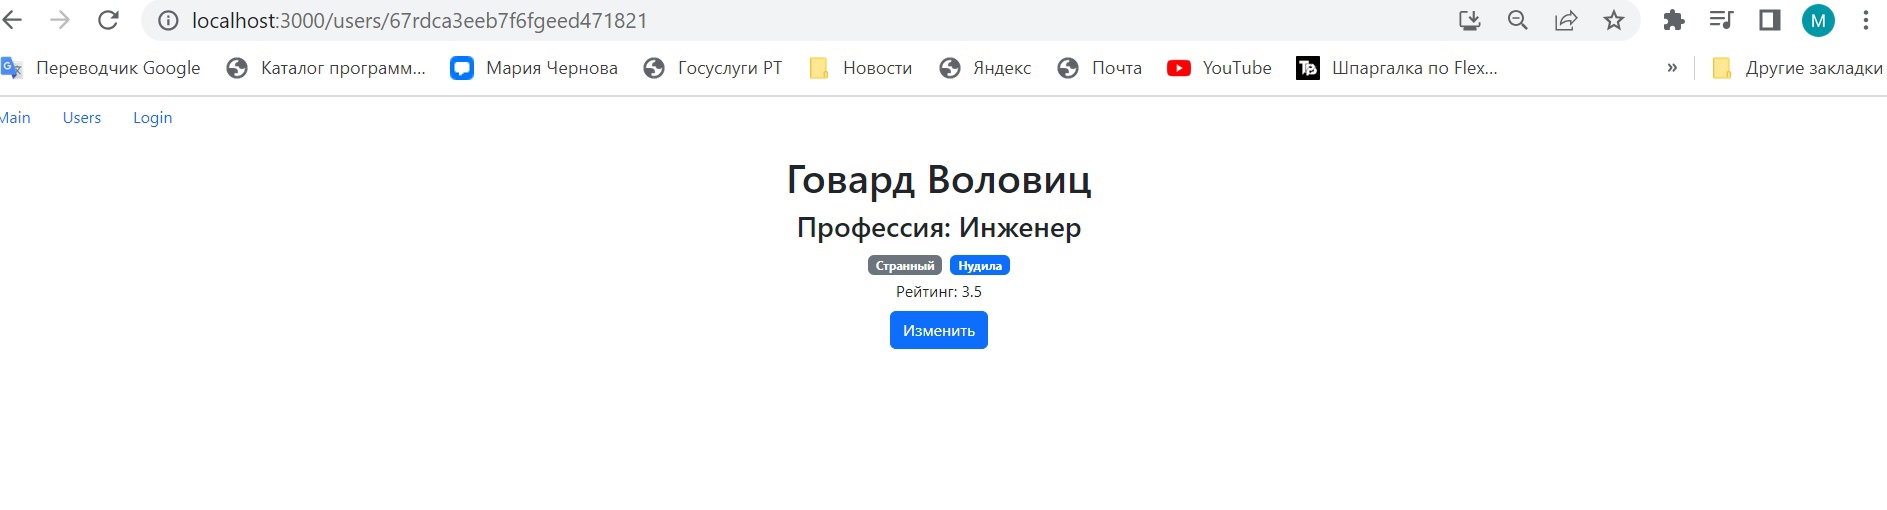 localhost:3000/users/67rdca3eeb7f6fgeed471821
M
Переводчик Google Каталог программ... Мария Чернова Госуслуги РТ Новости Яндекс Почта YouTube Шпаргалка по Flex... » Другие закладки
Main Users Login
Говард Воловиц
Профессия: Инженер
Странный Нудила
Рейтинг: 3.5
Изменить